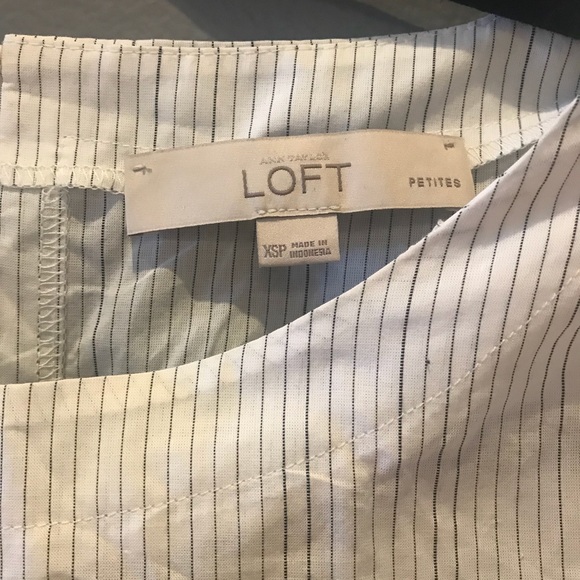 ANN TAYLOR
LOFT
PETITES
XSP MADE IN
INDONESIA